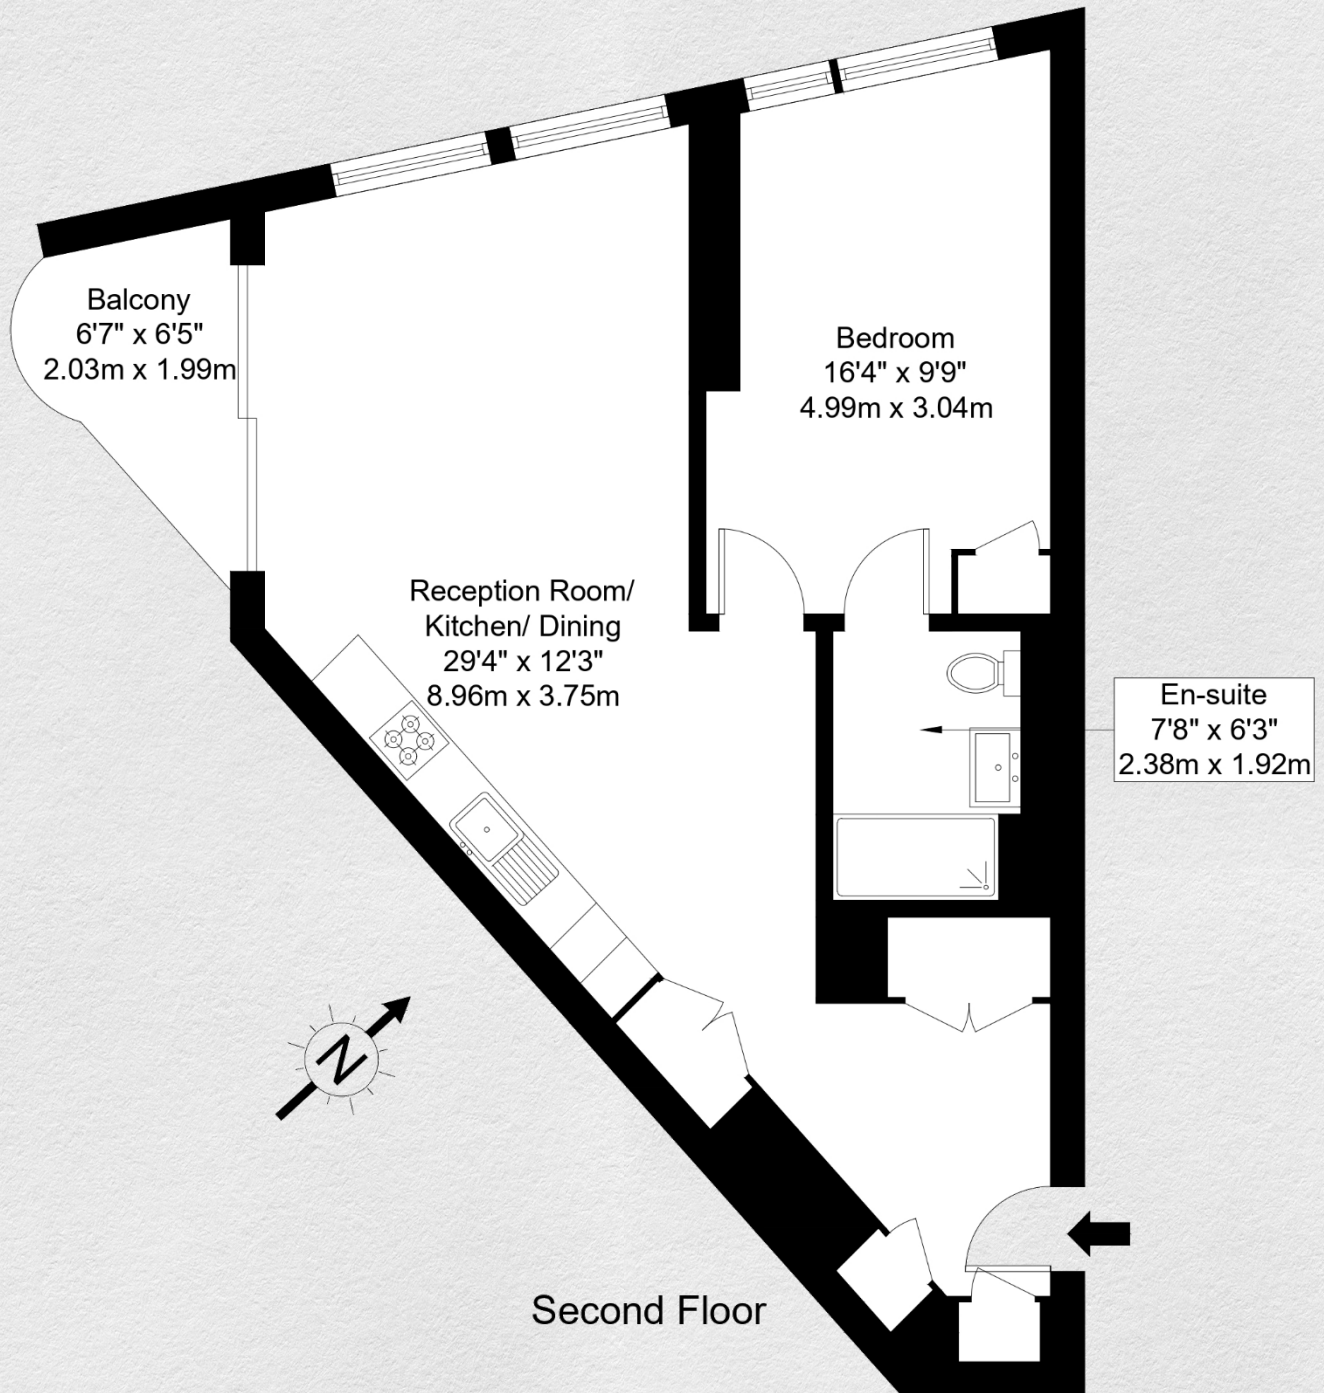 Balcony
6'7" x 6'5"
2.03m x 1.99m
Bedroom
16'4" x 9'9"
4.99m x 3.04m
Reception Room/
Kitchen/ Dining
29'4" x 12'3"
8.96m x 3.75m
En-suite
7'8" x 6'3"
2.38m x 1.92m
N
Second Floor